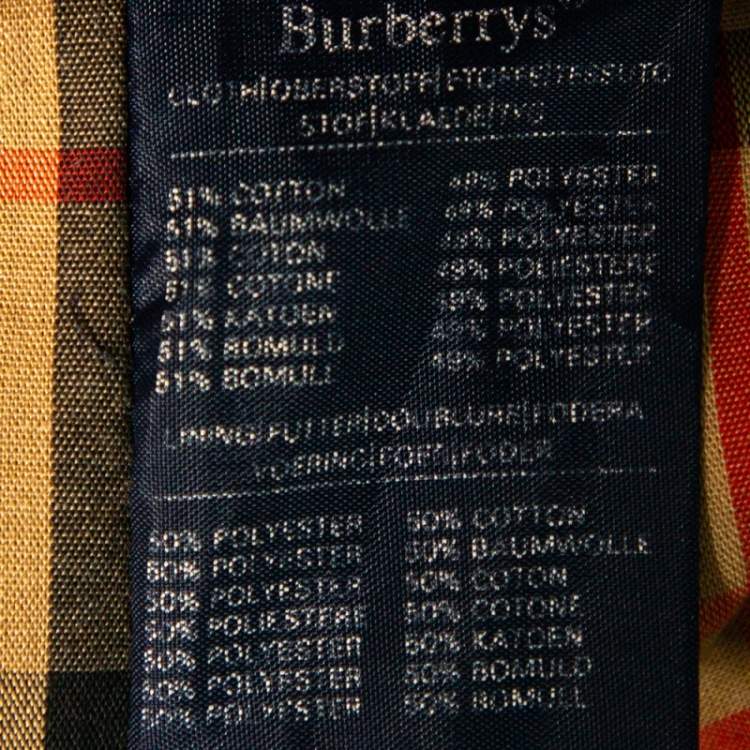 Burberrys
CLOTH|OBERSTOFF|ETOFFE|TESSUTO
STOF|KLAEDE|TYG
51% COTTON 49% POLYESTER
51% BAUMWOLLE 49% POLYESTER
51% COTON 49% POLYESTER
51% COTONE 49% POLIESTERE
51% KATOEN 49% POLYESTER
51% BOMULD 49% POLYESTER
51% BOMULL 49% POLYESTER
LINING|FUTTER|DOUBLURE|FODERA
VOERING|FOER|FODER
50% POLYESTER 50% COTTON
50% POLYESTER 50% BAUMWOLLE
50% POLYESTER 50% COTON
50% POLIESTERE 50% COTONE
50% POLYESTER 50% KATOEN
50% POLYESTER 50% BOMULD
50% POLYESTER 50% BOMULL